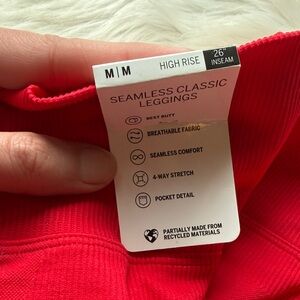 M | M HIGH RISE 26" INSEAM
SEAMLESS CLASSIC
LEGGINGS
BEST BUTT
BREATHABLE FABRIC
SEAMLESS COMFORT
4-WAY STRETCH
POCKET DETAIL
PARTIALLY MADE FROM
RECYCLED MATERIALS